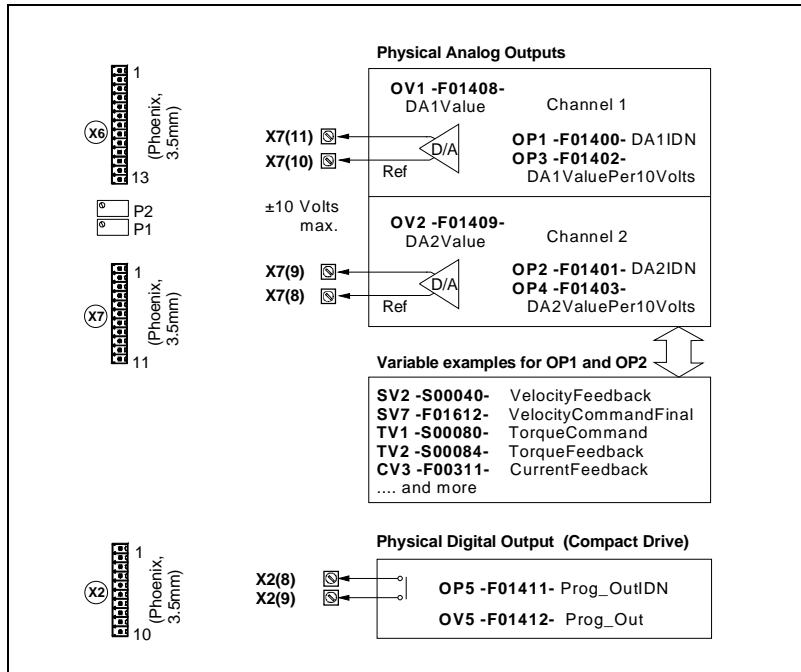 Physical Analog Outputs
1
X6
(Phoenix,
3.5mm)
13
P2
P1
1
X7
(Phoenix,
3.5mm)
11
X7(11)
X7(10)
Ref
D/A
OV1 -F01408-
DA1Value
Channel 1
OP1 -F01400- DA1IDN
OP3 -F01402-
DA1ValuePer10Volts
±10 Volts
max.
X7(9)
X7(8)
Ref
D/A
OV2 -F01409-
DA2Value
Channel 2
OP2 -F01401- DA2IDN
OP4 -F01403-
DA2ValuePer10Volts
Variable examples for OP1 and OP2
SV2 -S00040- VelocityFeedback
SV7 -F01612- VelocityCommandFinal
TV1 -S00080- TorqueCommand
TV2 -S00084- TorqueFeedback
CV3 -F00311- CurrentFeedback
.... and more
Physical Digital Output (Compact Drive)
1
X2
(Phoenix,
3.5mm)
10
X2(8)
X2(9)
OP5 -F01411- Prog_OutIDN
OV5 -F01412- Prog_Out